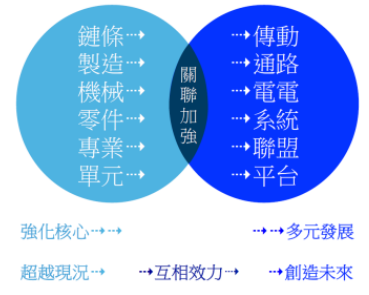 鏈條⇢ ⇢傳動
製造⇢ ⇢通路
機械⇢ ⇢電電
零件⇢ ⇢系統
專業⇢ ⇢聯盟
單元⇢ ⇢平台
關聯加強
強化核心⇢⇢ ⇢⇢多元發展
超越現況⇢ ⇢互相效力⇢ ⇢創造未來